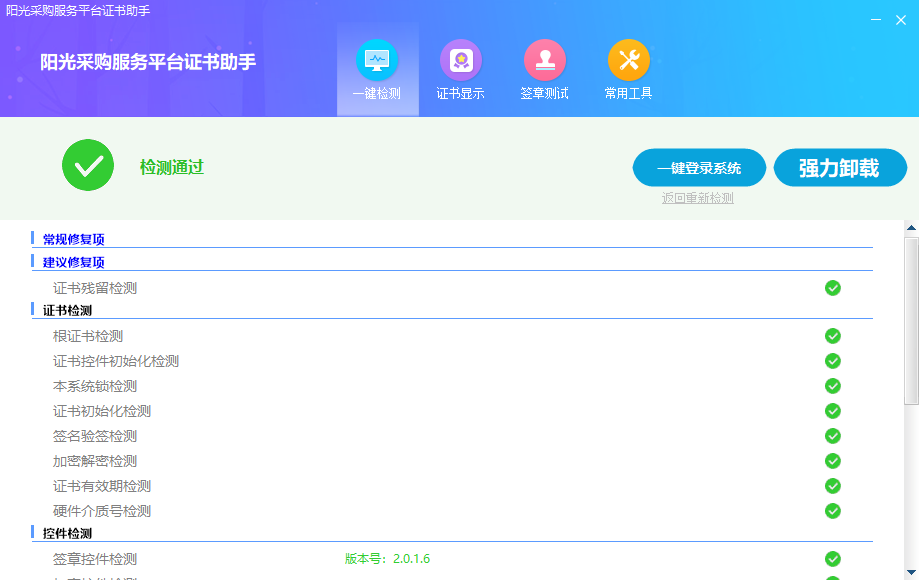 阳光采购服务平台证书助手
阳光采购服务平台证书助手
一键检测
证书显示
签章测试
常用工具
检测通过
一键登录系统
强力卸载
返回重新检测
常规修复项
建议修复项
证书残留检测
证书检测
根证书检测
证书控件初始化检测
本系统锁检测
证书初始化检测
签名验签检测
加密解密检测
证书有效期检测
硬件介质号检测
控件检测
签章控件检测 版本号：2.0.1.6